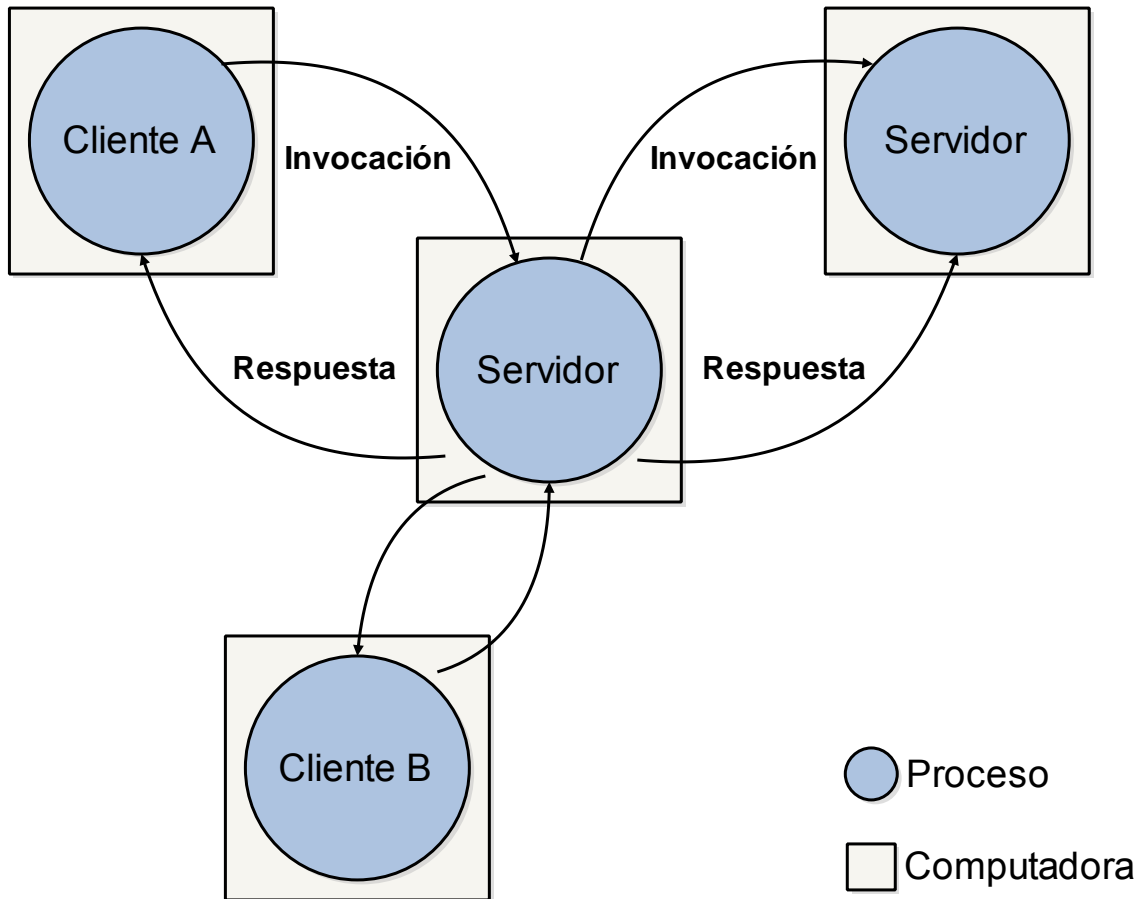 Cliente A
Servidor
Invocación
Invocación
Respuesta
Servidor
Respuesta
Cliente B
Proceso
Computadora